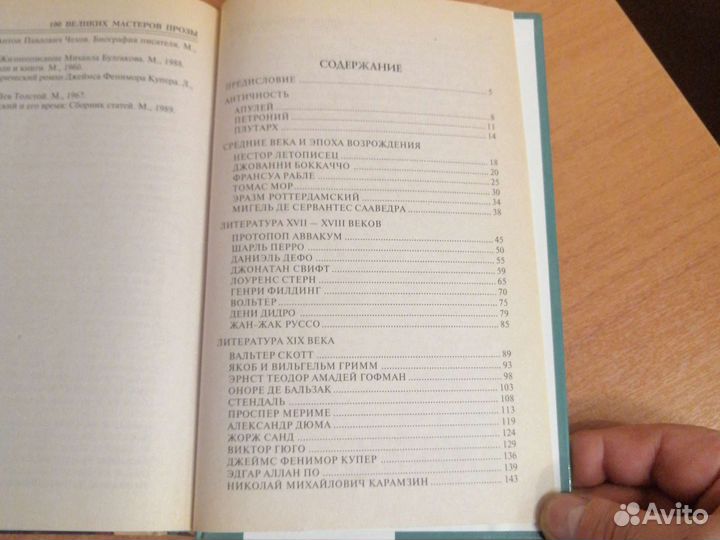 100 ВЕЛИКИХ МАСТЕРОВ ПРОЗЫ
Антон Павлович Чехов. Биография писателя. М.,
Жизнеописание Михаила Булгакова. М., 1988.
и книги. М., 1960.
рический роман Джеймса Фенимора Купера. Л.,
Лев Толстой. М., 1967.
ский и его время: Сборник статей. М., 1989.
СОДЕРЖАНИЕ
ПРЕДИСЛОВИЕ 5
АНТИЧНОСТЬ
АПУЛЕЙ 8
ПЕТРОНИЙ 11
ПЛУТАРХ 14
СРЕДНИЕ ВЕКА И ЭПОХА ВОЗРОЖДЕНИЯ
НЕСТОР ЛЕТОПИСЕЦ 18
ДЖОВАННИ БОККАЧЧО 20
ФРАНСУА РАБЛЕ 25
ТОМАС МОР 30
ЭРАЗМ РОТТЕРДАМСКИЙ 34
МИГЕЛЬ ДЕ СЕРВАНТЕС СААВЕДРА 38
ЛИТЕРАТУРА XVII — XVIII ВЕКОВ
ПРОТОПОП АВВАКУМ 45
ШАРЛЬ ПЕРРО 50
ДАНИЭЛЬ ДЕФО 55
ДЖОНАТАН СВИФТ 59
ЛОУРЕНС СТЕРН 65
ГЕНРИ ФИЛДИНГ 70
ВОЛЬТЕР 75
ДЕНИ ДИДРО 79
ЖАН-ЖАК РУССО 85
ЛИТЕРАТУРА XIX ВЕКА
ВАЛЬТЕР СКОТТ 89
ЯКОБ И ВИЛЬГЕЛЬМ ГРИММ 93
ЭРНСТ ТЕОДОР АМАДЕЙ ГОФМАН 98
ОНОРЕ ДЕ БАЛЬЗАК 103
СТЕНДАЛЬ 108
ПРОСПЕР МЕРИМЕ 113
АЛЕКСАНДР ДЮМА 119
ЖОРЖ САНД 124
ВИКТОР ГЮГО 129
ДЖЕЙМС ФЕНИМОР КУПЕР 136
ЭДГАР АЛЛАН ПО 139
НИКОЛАЙ МИХАЙЛОВИЧ КАРАМЗИН 143
Avito